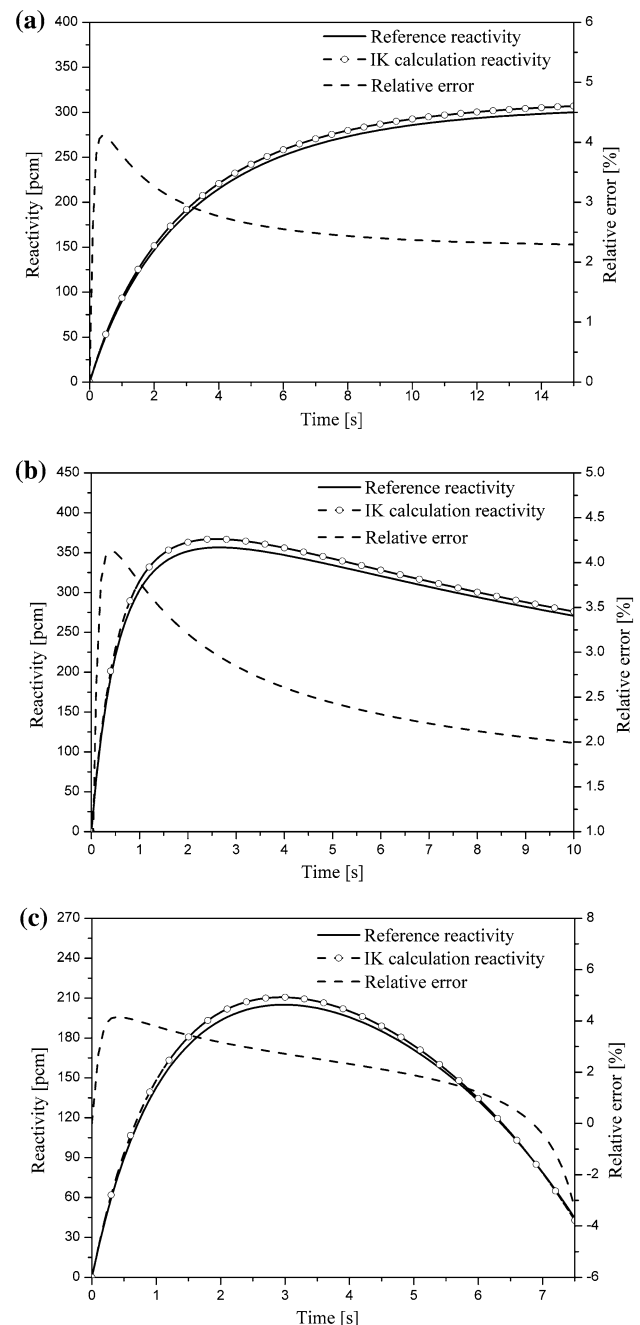 (a)
400
350
300
250
200
150
100
50
0
Reactivity [pcm]
Reference reactivity
IK calculation reactivity
Relative error
6
5
4
3
2
1
0
Relative error [%]
0 2 4 6 8 10 12 14
Time [s]
(b)
450
400
350
300
250
200
150
100
50
0
Reactivity [pcm]
Reference reactivity
IK calculation reactivity
Relative error
5.0
4.5
4.0
3.5
3.0
2.5
2.0
1.5
1.0
Relative error [%]
0 1 2 3 4 5 6 7 8 9 10
Time [s]
(c)
270
240
210
180
150
120
90
60
30
0
Reactivity [pcm]
Reference reactivity
IK calculation reactivity
Relative error
8
6
4
2
0
-2
-4
-6
Relative error [%]
0 1 2 3 4 5 6 7
Time [s]